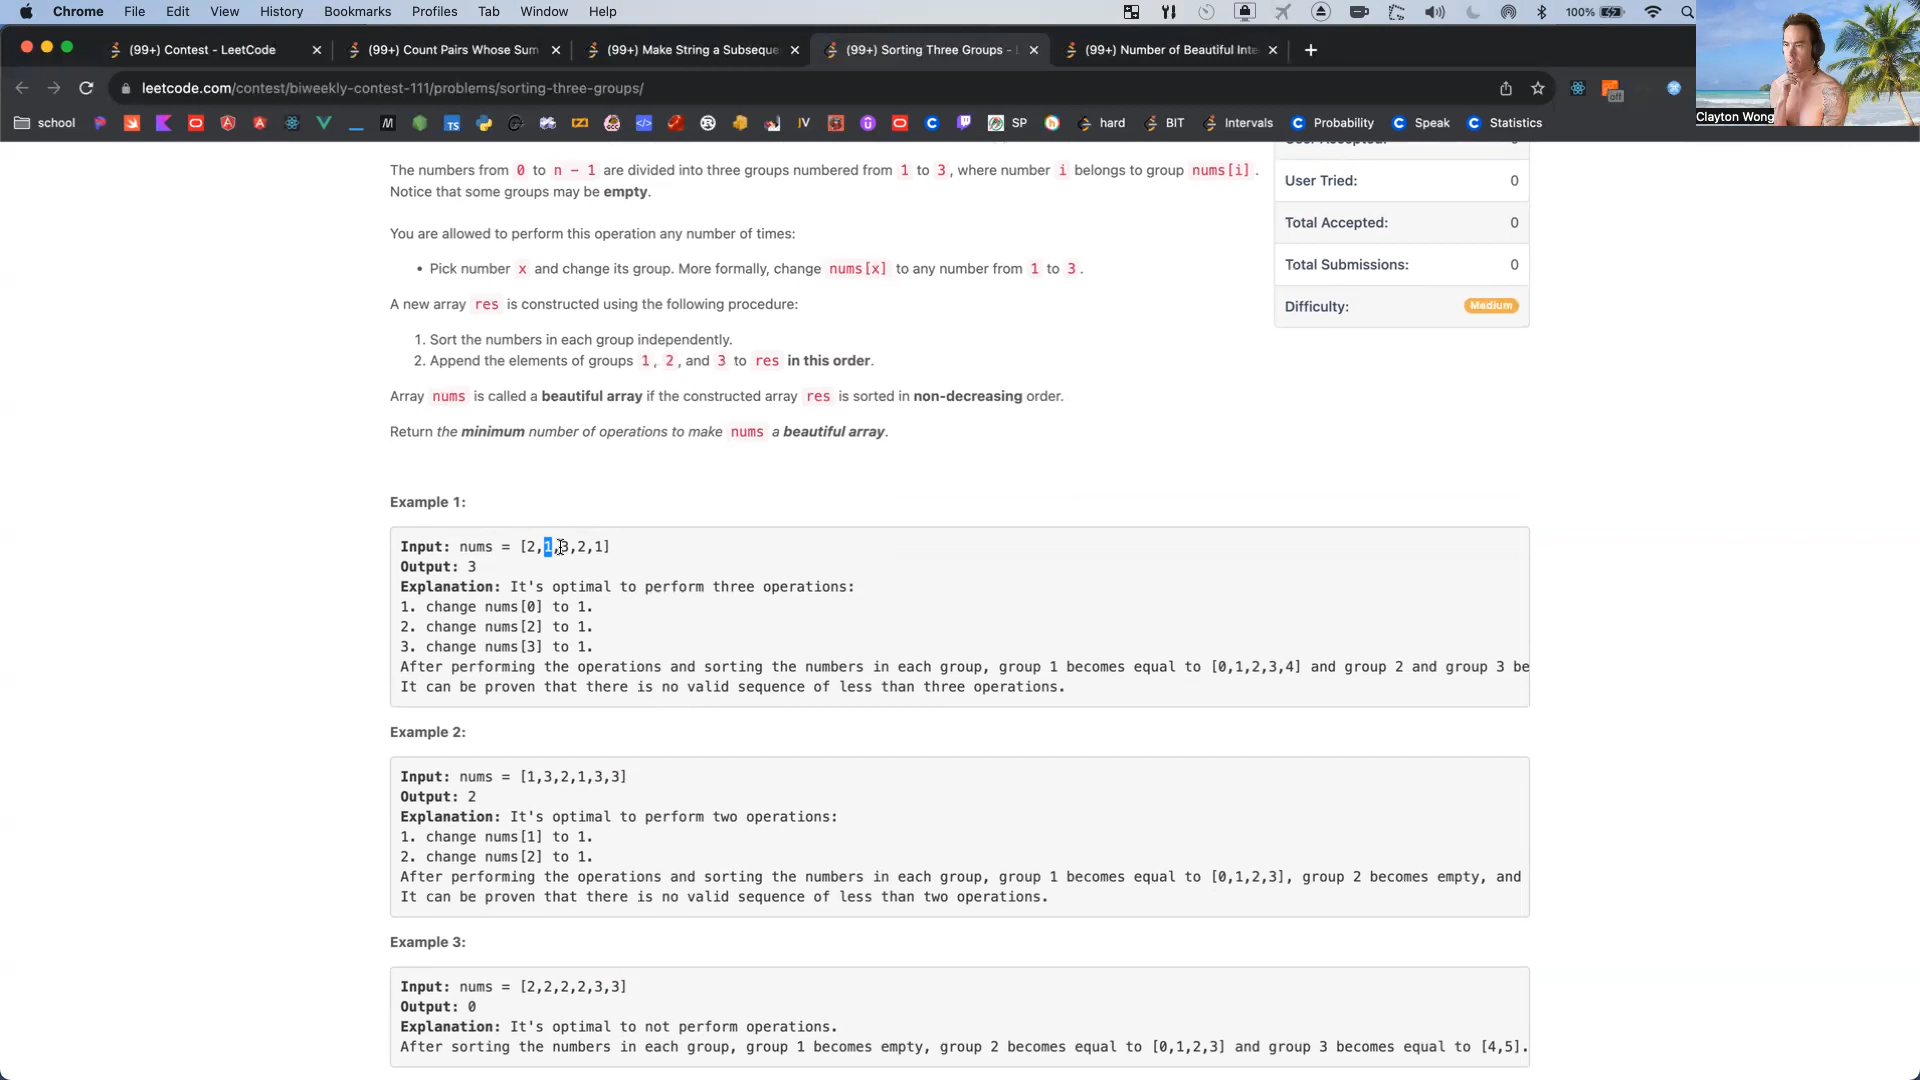 Chrome File Edit View History Bookmarks Profiles Tab Window Help 100%
(99+) Contest - LeetCode (99+) Count Pairs Whose Sum (99+) Make String a Subseque (99+) Sorting Three Groups - L (99+) Number of Beautiful Inte
leetcode.com/contest/biweekly-contest-111/problems/sorting-three-groups/
off
Clayton Wong
school TS JV SP hard BIT Intervals Probability Speak Statistics
The numbers from 0 to n - 1 are divided into three groups numbered from 1 to 3, where number i belongs to group nums[i].
Notice that some groups may be empty.
You are allowed to perform this operation any number of times:
• Pick number x and change its group. More formally, change nums[x] to any number from 1 to 3.
A new array res is constructed using the following procedure:
1. Sort the numbers in each group independently.
2. Append the elements of groups 1, 2, and 3 to res in this order.
Array nums is called a beautiful array if the constructed array res is sorted in non-decreasing order.
Return the minimum number of operations to make nums a beautiful array.
User Accepted: 0
User Tried: 0
Total Accepted: 0
Total Submissions: 0
Difficulty: Medium
Example 1:
Input: nums = [2,1,3,2,1]
Output: 3
Explanation: It's optimal to perform three operations:
1. change nums[0] to 1.
2. change nums[2] to 1.
3. change nums[3] to 1.
After performing the operations and sorting the numbers in each group, group 1 becomes equal to [0,1,2,3,4] and group 2 and group 3 be
It can be proven that there is no valid sequence of less than three operations.
Example 2:
Input: nums = [1,3,2,1,3,3]
Output: 2
Explanation: It's optimal to perform two operations:
1. change nums[1] to 1.
2. change nums[2] to 1.
After performing the operations and sorting the numbers in each group, group 1 becomes equal to [0,1,2,3], group 2 becomes empty, and
It can be proven that there is no valid sequence of less than two operations.
Example 3:
Input: nums = [2,2,2,2,3,3]
Output: 0
Explanation: It's optimal to not perform operations.
After sorting the numbers in each group, group 1 becomes empty, group 2 becomes equal to [0,1,2,3] and group 3 becomes equal to [4,5].